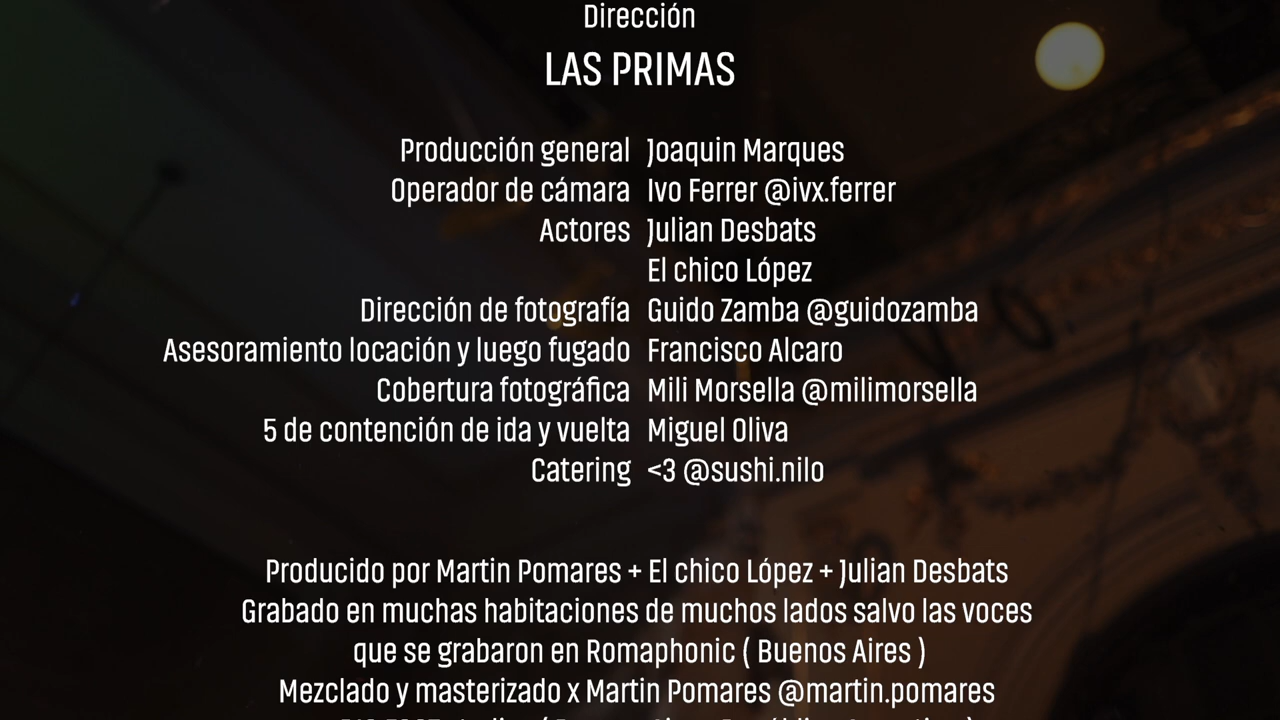 Dirección
LAS PRIMAS
Producción general Joaquin Marques
Operador de cámara Ivo Ferrer @ivx.ferrer
Actores Julian Desbats
El chico López
Dirección de fotografía Guido Zamba @guidozamba
Asesoramiento locación y luego fugado Francisco Alcaro
Cobertura fotográfica Mili Morsella @milimorsella
5 de contención de ida y vuelta Miguel Oliva
Catering <3 @sushi.nilo
Producido por Martin Pomares + El chico López + Julian Desbats
Grabado en muchas habitaciones de muchos lados salvo las voces
que se grabaron en Romaphonic ( Buenos Aires )
Mezclado y masterizado x Martin Pomares @martin.pomares